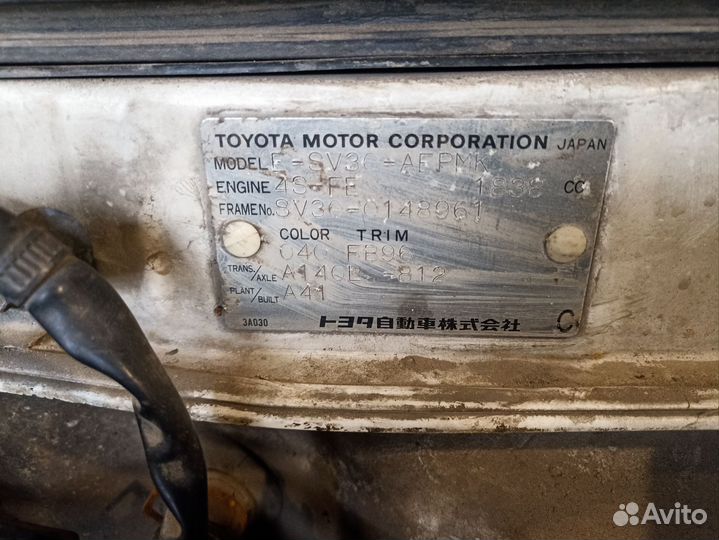 TOYOTA MOTOR CORPORATION JAPAN
MODEL E-SV30-AEPMK
ENGINE 4S-FE 1838 CC
FRAME No. SV30-0148961
COLOR TRIM
040 FB96
TRANS/AXLE A140L -812
PLANT/BUILT A41
3A030 トヨタ自動車株式会社 C
Avito